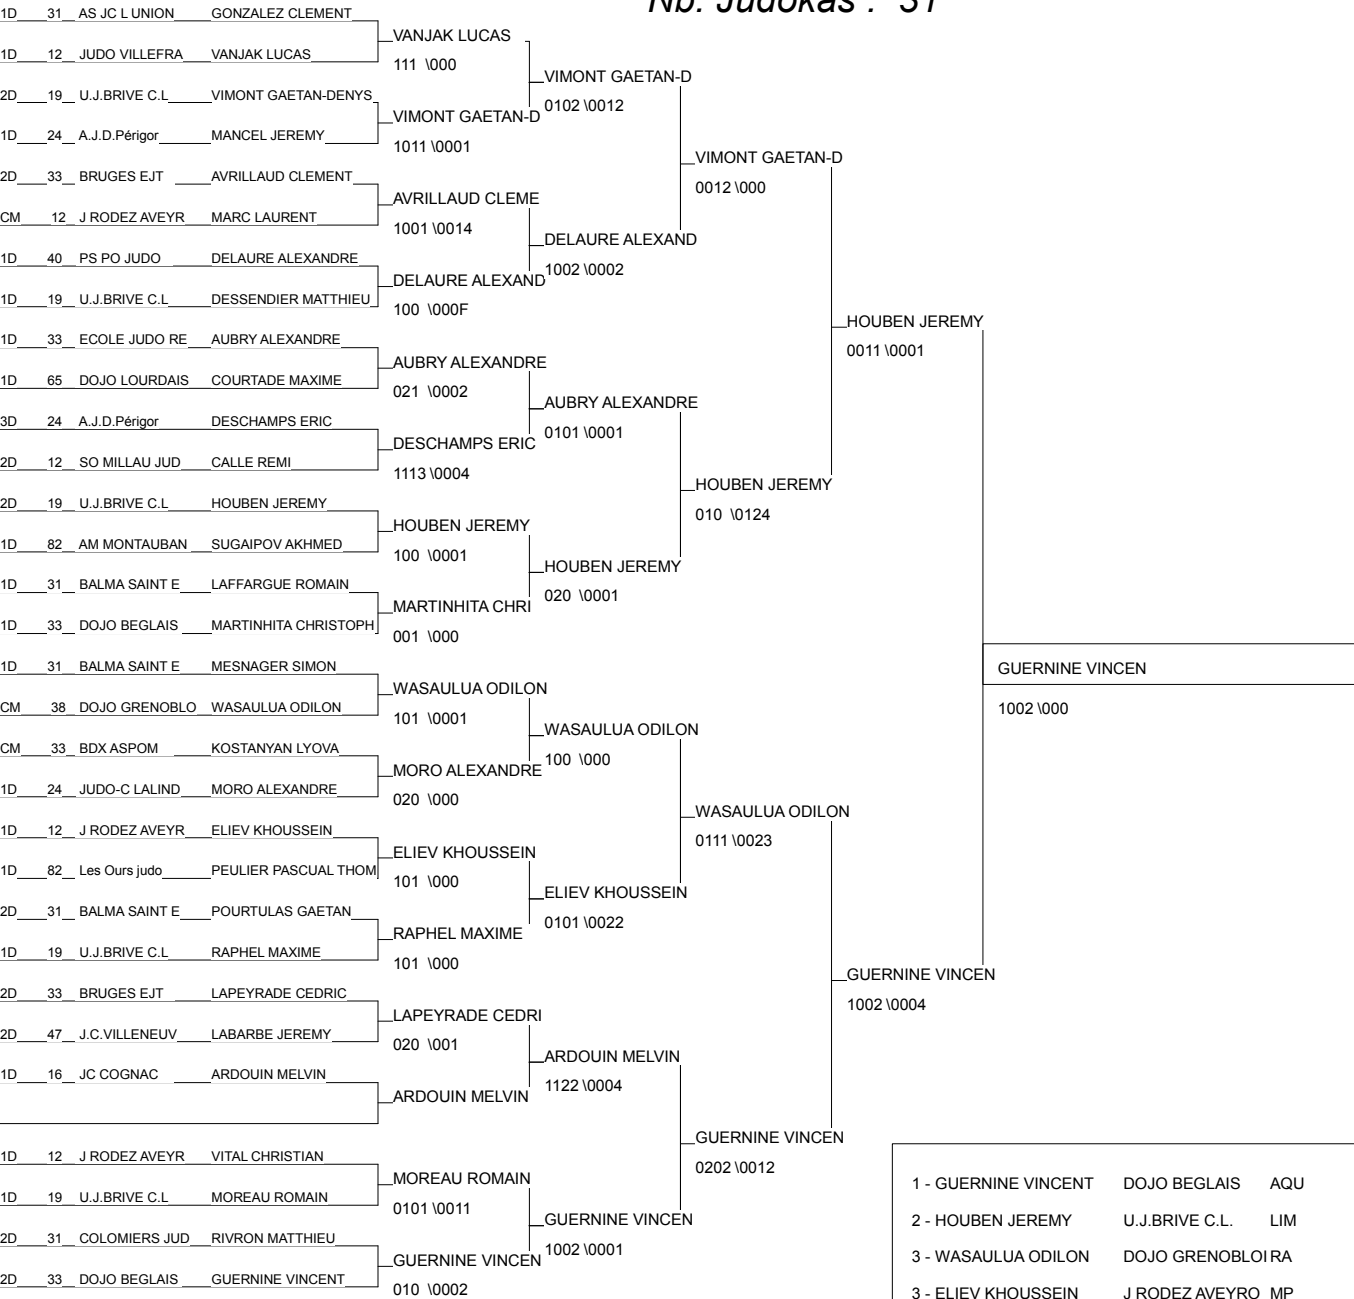 Nb. Judokas : 31
1D 31 AS JC L UNION GONZALEZ CLEMENT
1D 12 JUDO VILLEFRA VANJAK LUCAS
2D 19 U.J.BRIVE C.L VIMONT GAETAN-DENYS
1D 24 A.J.D.Périgor MANCEL JEREMY
2D 33 BRUGES EJT AVRILLAUD CLEMENT
CM 12 J RODEZ AVEYR MARC LAURENT
1D 40 PS PO JUDO DELAURE ALEXANDRE
1D 19 U.J.BRIVE C.L DESSENDIER MATTHIEU
1D 33 ECOLE JUDO RE AUBRY ALEXANDRE
1D 65 DOJO LOURDAIS COURTADE MAXIME
3D 24 A.J.D.Périgor DESCHAMPS ERIC
2D 12 SO MILLAU JUD CALLE REMI
2D 19 U.J.BRIVE C.L HOUBEN JEREMY
1D 82 AM MONTAUBAN SUGAIPOV AKHMED
1D 31 BALMA SAINT E LAFFARGUE ROMAIN
1D 33 DOJO BEGLAIS MARTINHITA CHRISTOPH
1D 31 BALMA SAINT E MESNAGER SIMON
CM 38 DOJO GRENOBLO WASAULUA ODILON
CM 33 BDX ASPOM KOSTANYAN LYOVA
1D 24 JUDO-C LALIND MORO ALEXANDRE
1D 12 J RODEZ AVEYR ELIEV KHOUSSEIN
1D 82 Les Ours judo PEULIER PASCUAL THOM
2D 31 BALMA SAINT E POURTULAS GAETAN
1D 19 U.J.BRIVE C.L RAPHEL MAXIME
2D 33 BRUGES EJT LAPEYRADE CEDRIC
2D 47 J.C.VILLENEUV LABARBE JEREMY
1D 16 JC COGNAC ARDOUIN MELVIN
1D 12 J RODEZ AVEYR VITAL CHRISTIAN
1D 19 U.J.BRIVE C.L MOREAU ROMAIN
2D 31 COLOMIERS JUD RIVRON MATTHIEU
2D 33 DOJO BEGLAIS GUERNINE VINCENT
VANJAK LUCAS
111 \000
VIMONT GAETAN-D
1011 \0001
AVRILLAUD CLEME
1001 \0014
DELAURE ALEXAND
100 \000F
AUBRY ALEXANDRE
021 \0002
DESCHAMPS ERIC
1113 \0004
HOUBEN JEREMY
100 \0001
MARTINHITA CHRI
001 \000
WASAULUA ODILON
101 \0001
MORO ALEXANDRE
020 \000
ELIEV KHOUSSEIN
101 \000
RAPHEL MAXIME
101 \000
LAPEYRADE CEDRI
020 \001
ARDOUIN MELVIN
MOREAU ROMAIN
0101 \0011
GUERNINE VINCEN
010 \0002
VIMONT GAETAN-D
0102 \0012
DELAURE ALEXAND
1002 \0002
AUBRY ALEXANDRE
0101 \0001
HOUBEN JEREMY
020 \0001
WASAULUA ODILON
100 \000
ELIEV KHOUSSEIN
0101 \0022
ARDOUIN MELVIN
1122 \0004
GUERNINE VINCEN
1002 \0001
VIMONT GAETAN-D
0012 \000
HOUBEN JEREMY
010 \0124
WASAULUA ODILON
0111 \0023
GUERNINE VINCEN
0202 \0012
HOUBEN JEREMY
0011 \0001
GUERNINE VINCEN
1002 \0004
GUERNINE VINCEN
1002 \000
1 - GUERNINE VINCENT DOJO BEGLAIS AQU
2 - HOUBEN JEREMY U.J.BRIVE C.L. LIM
3 - WASAULUA ODILON DOJO GRENOBLOI RA
3 - ELIEV KHOUSSEIN J RODEZ AVEYRO MP